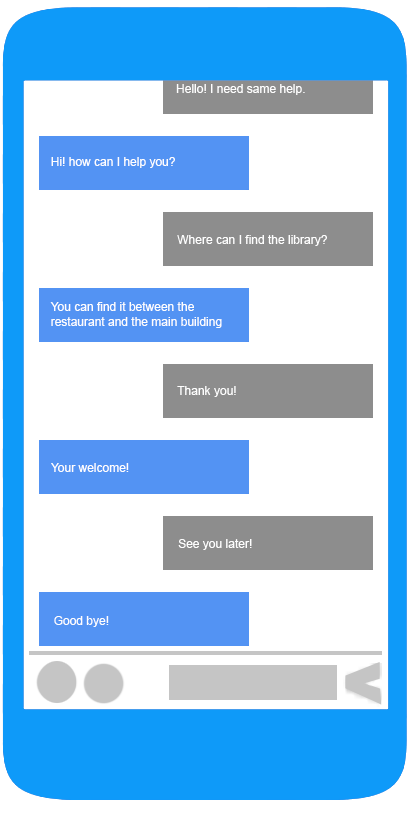 Hello! I need same help.
Hi! how can I help you?
Where can I find the library?
You can find it between the
restaurant and the main building
Thank you!
Your welcome!
See you later!
Good bye!